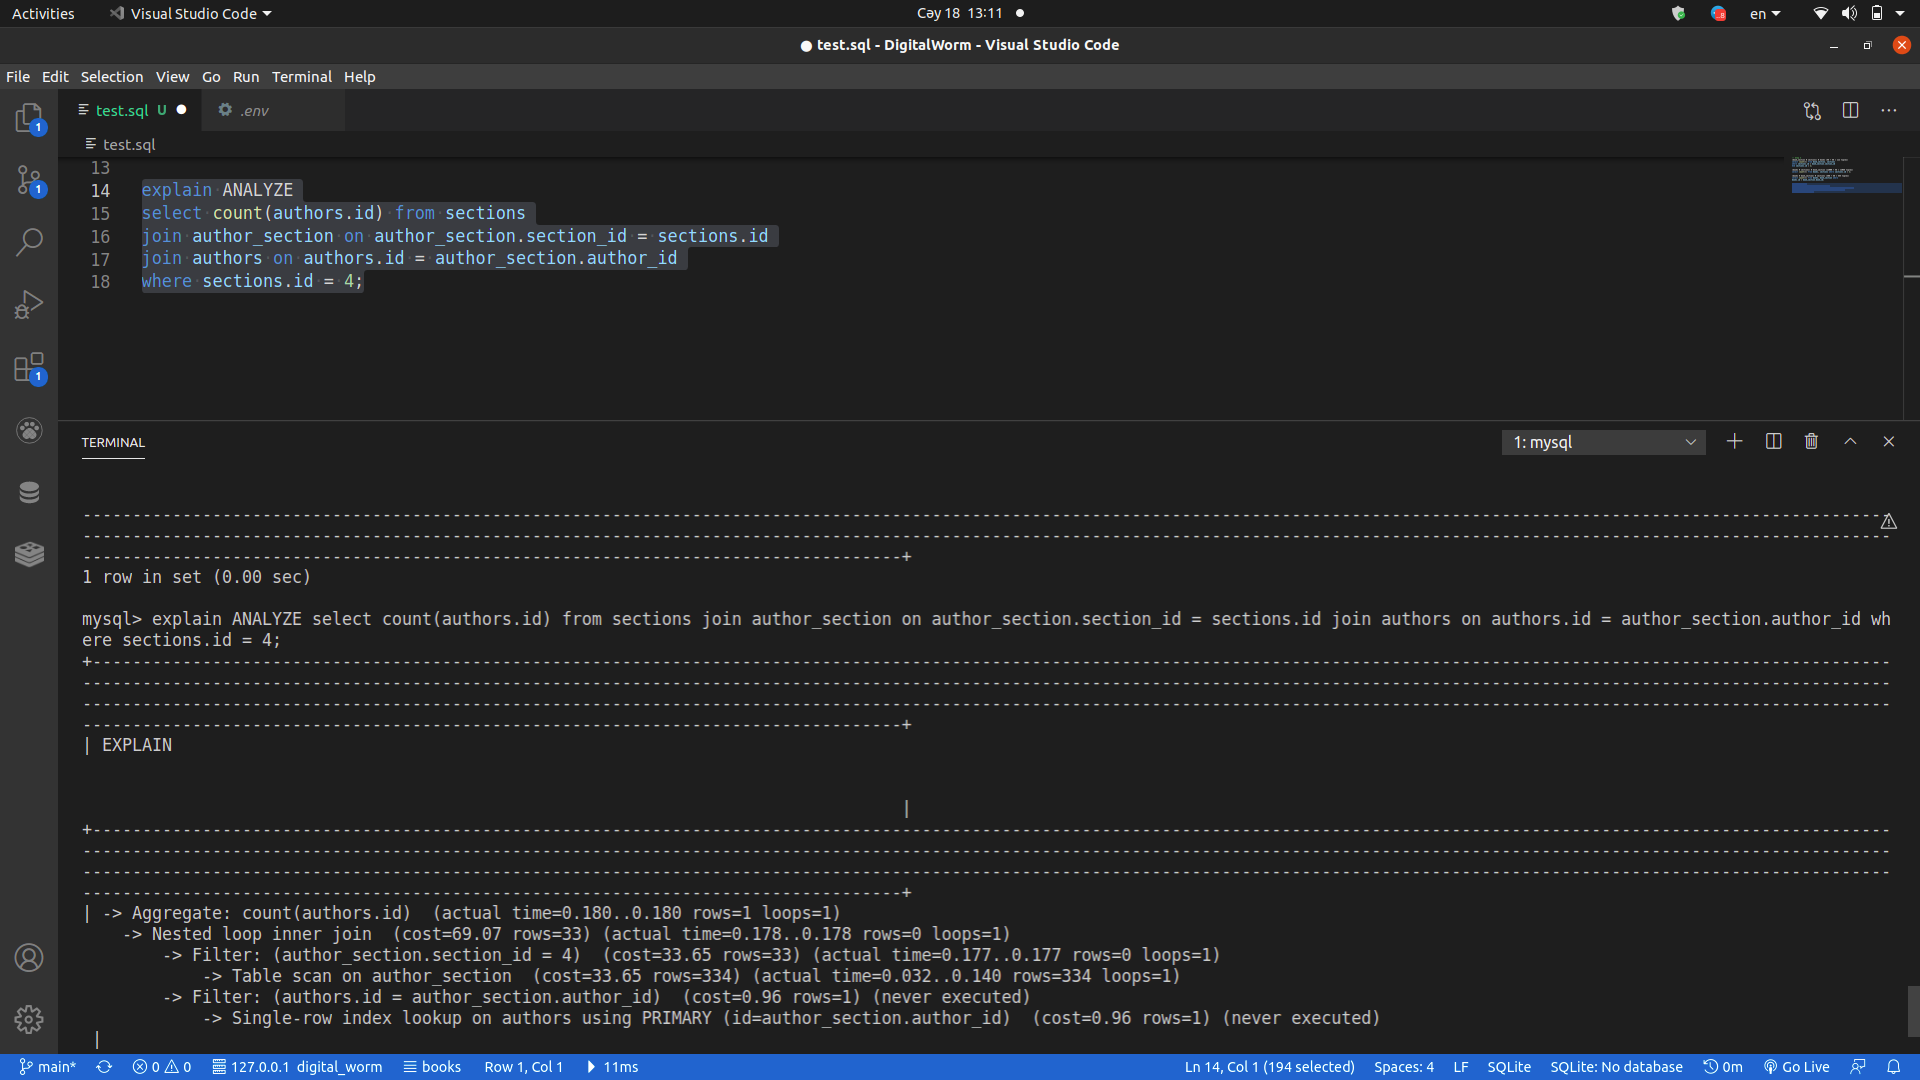 Activities
Visual Studio Code
Cəy 18 13:11
en
● test.sql - DigitalWorm - Visual Studio Code
File Edit Selection View Go Run Terminal Help
test.sql U
.env
test.sql
1
1
1
13
14 explain ANALYZE
15 select count(authors.id) from sections
16 join author_section on author_section.section_id = sections.id
17 join authors on authors.id = author_section.author_id
18 where sections.id = 4;
TERMINAL
1: mysql
------------------------------------------------------------------------+
1 row in set (0.00 sec)
mysql> explain ANALYZE select count(authors.id) from sections join author_section on author_section.section_id = sections.id join authors on authors.id = author_section.author_id wh
ere sections.id = 4;
| EXPLAIN
|
| -> Aggregate: count(authors.id)  (actual time=0.180..0.180 rows=1 loops=1)
-> Nested loop inner join  (cost=69.07 rows=33) (actual time=0.178..0.178 rows=0 loops=1)
-> Filter: (author_section.section_id = 4)  (cost=33.65 rows=33) (actual time=0.177..0.177 rows=0 loops=1)
-> Table scan on author_section  (cost=33.65 rows=334) (actual time=0.032..0.140 rows=334 loops=1)
-> Filter: (authors.id = author_section.author_id)  (cost=0.96 rows=1) (never executed)
-> Single-row index lookup on authors using PRIMARY (id=author_section.author_id)  (cost=0.96 rows=1) (never executed)
|
main* 0 0 127.0.0.1 digital_worm books Row 1, Col 1 11ms Ln 14, Col 1 (194 selected) Spaces: 4 LF SQLite SQLite: No database 0m Go Live